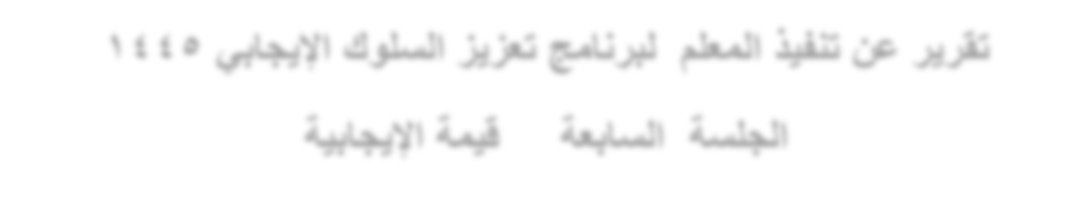 تقرير عن تنفيذ المعلم لبرنامج تعزيز السلوك الإيجابي ١٤٤٥
الجلسة السابعة قيمة الإيجابية